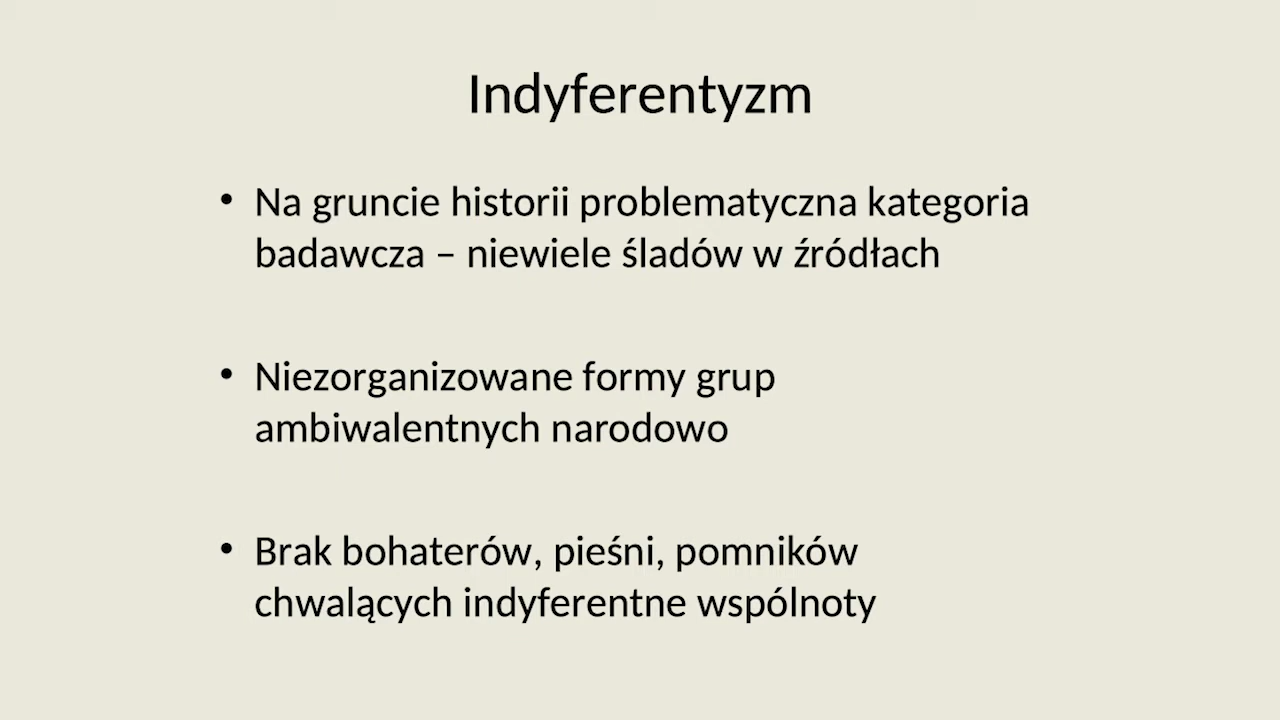 Indyferentyzm
• Na gruncie historii problematyczna kategoria
badawcza – niewiele śladów w źródłach
• Niezorganizowane formy grup
ambiwalentnych narodowo
• Brak bohaterów, pieśni, pomników
chwalących indyferentne wspólnoty